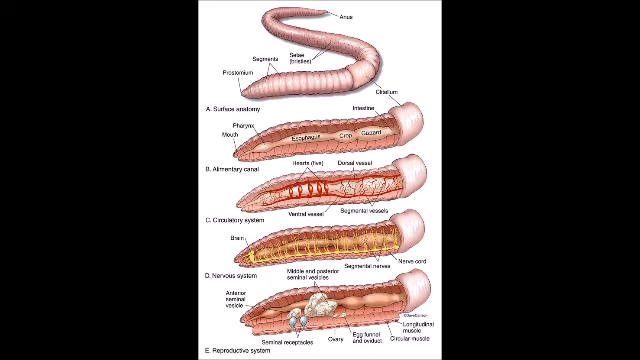 Anus
Setae
(bristles)
Segments
Prostomium
Clitellum
A. Surface anatomy
Intestine
Pharynx
Mouth
Esophagus
Crop
Gizzard
B. Alimentary canal
Hearts (five)
Dorsal vessel
Ventral vessel
Segmental vessels
C. Circulatory system
Brain
Nerve cord
Segmental nerves
D. Nervous system
Middle and posterior
seminal vesicles
Anterior
seminal
vesicle
Longitudinal
muscle
Circular muscle
Egg funnel
and oviduct
Ovary
Seminal receptacles
E. Reproductive system